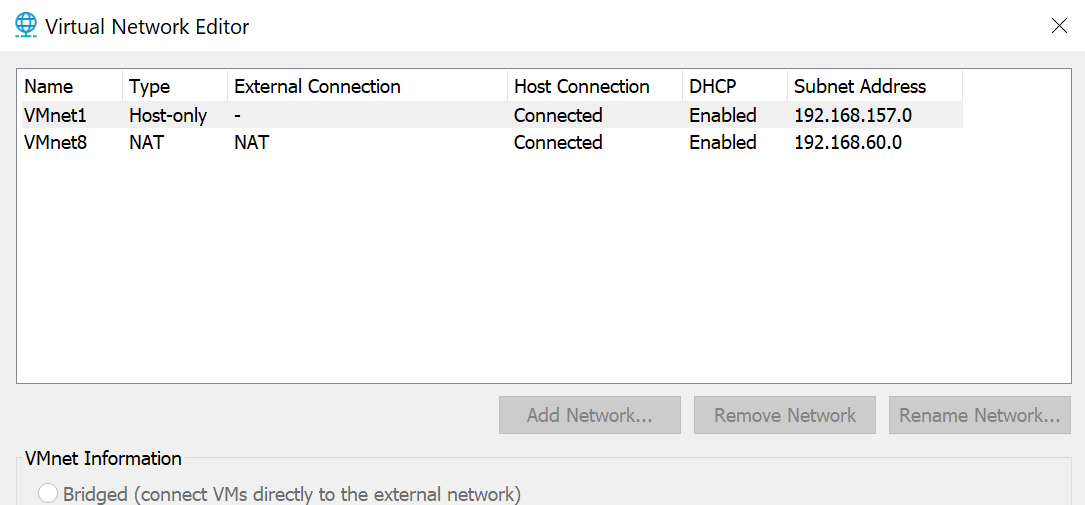 Virtual Network Editor
Name Type External Connection Host Connection DHCP Subnet Address
VMnet1 Host-only - Connected Enabled 192.168.157.0
VMnet8 NAT NAT Connected Enabled 192.168.60.0
Add Network... Remove Network Rename Network...
VMnet Information
Bridged (connect VMs directly to the external network)